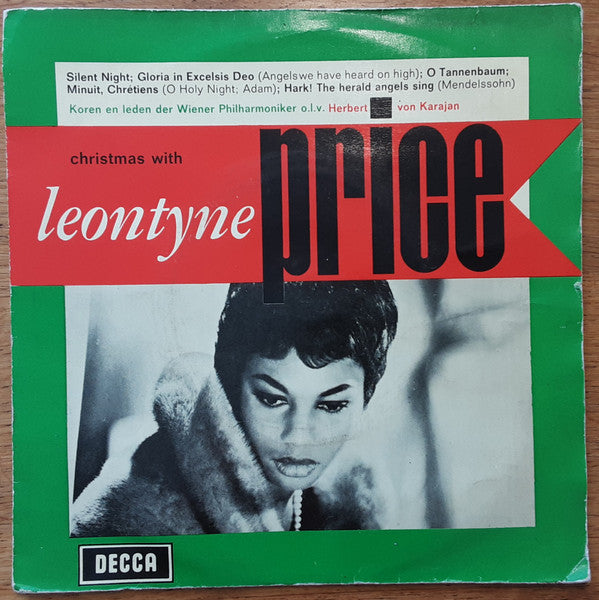 Silent Night; Gloria in Excelsis Deo (Angelswe have heard on high); O Tannenbaum;
Minuit, Chrétiens (O Holy Night; Adam); Hark! The herald angels sing (Mendelssohn)
Koren en leden der Wiener Philharmoniker o.l.v. Herbert von Karajan
christmas with
leontyne price
DECCA